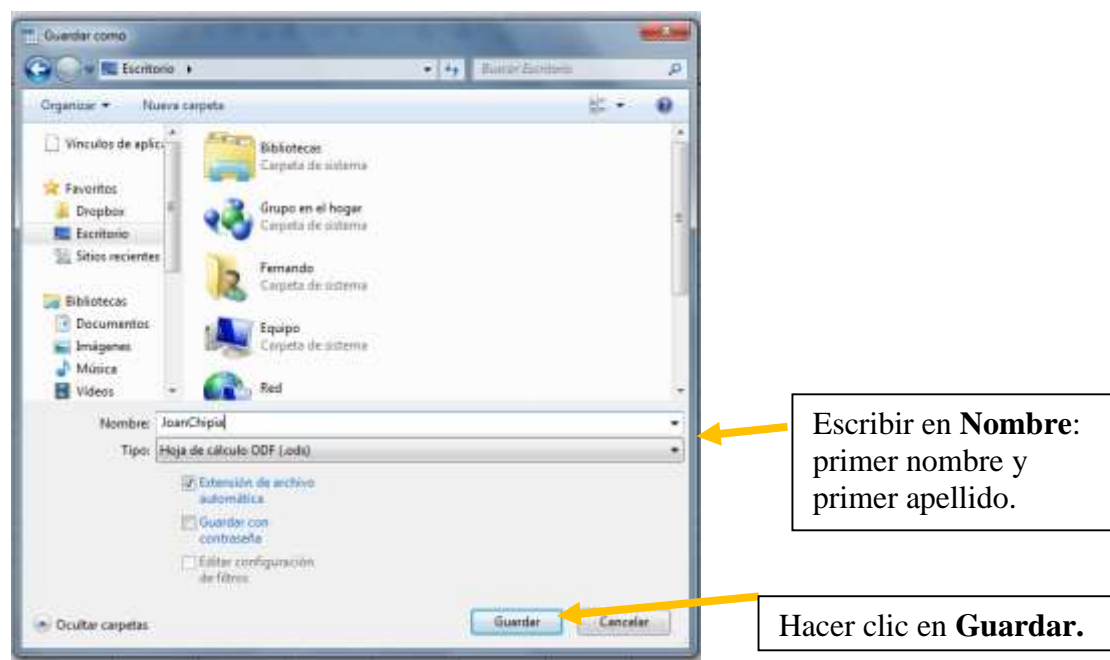 Guardar como
Escritorio
Buscar Escritorio
Organizar
Nueva carpeta
Vínculos de aplic
Favoritos
Dropbox
Escritorio
Sitios recientes
Bibliotecas
Documentos
Imágenes
Música
Vídeos
Bibliotecas
Carpeta de sistema
Grupo en el hogar
Carpeta de sistema
Fernando
Carpeta de sistema
Equipo
Carpeta de sistema
Red
Nombre: JoanChipia
Tipo: Hoja de cálculo ODF (.ods)
Extensión de archivo
automática
Guardar con
contraseña
Editar configuración
de filtros
Ocultar carpetas
Guardar
Cancelar
Escribir en Nombre:
primer nombre y
primer apellido.
Hacer clic en Guardar.